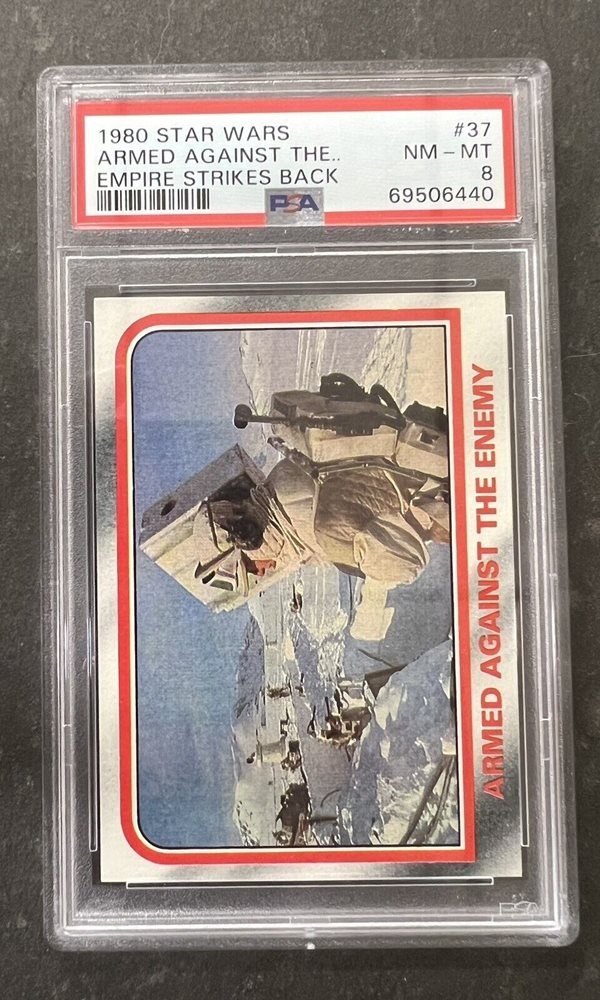 1980 STAR WARS #37
ARMED AGAINST THE.. NM - MT
EMPIRE STRIKES BACK 8
PSA 69506440
ARMED AGAINST THE ENEMY
PSA